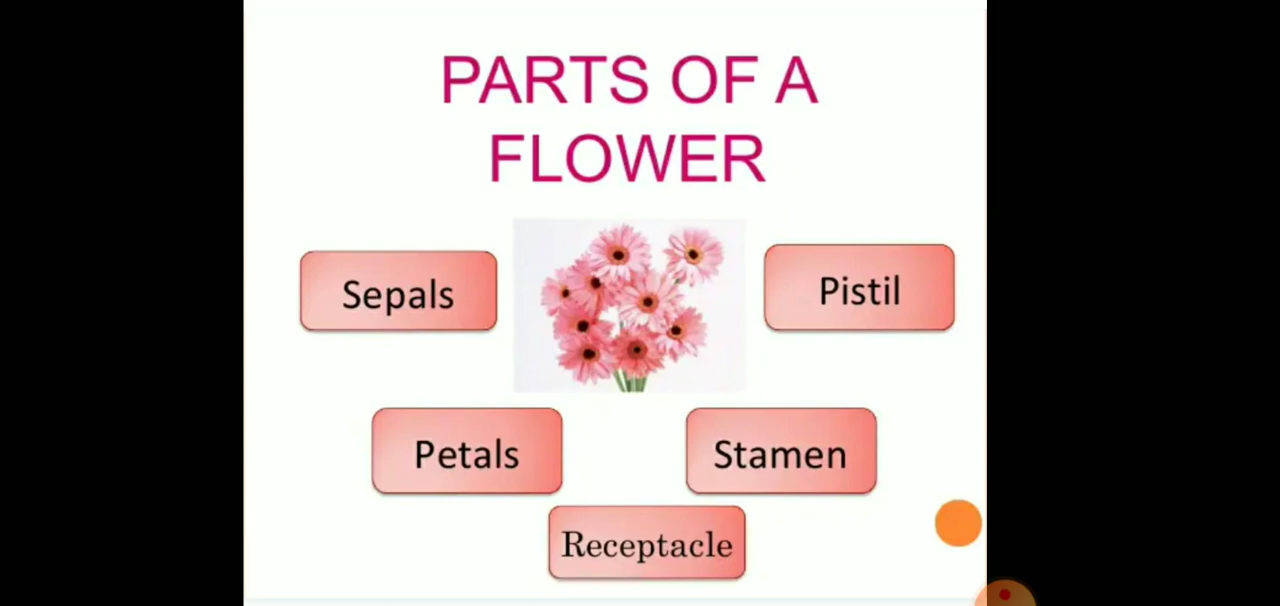 PARTS OF A
FLOWER
Sepals
Pistil
Petals
Stamen
Receptacle